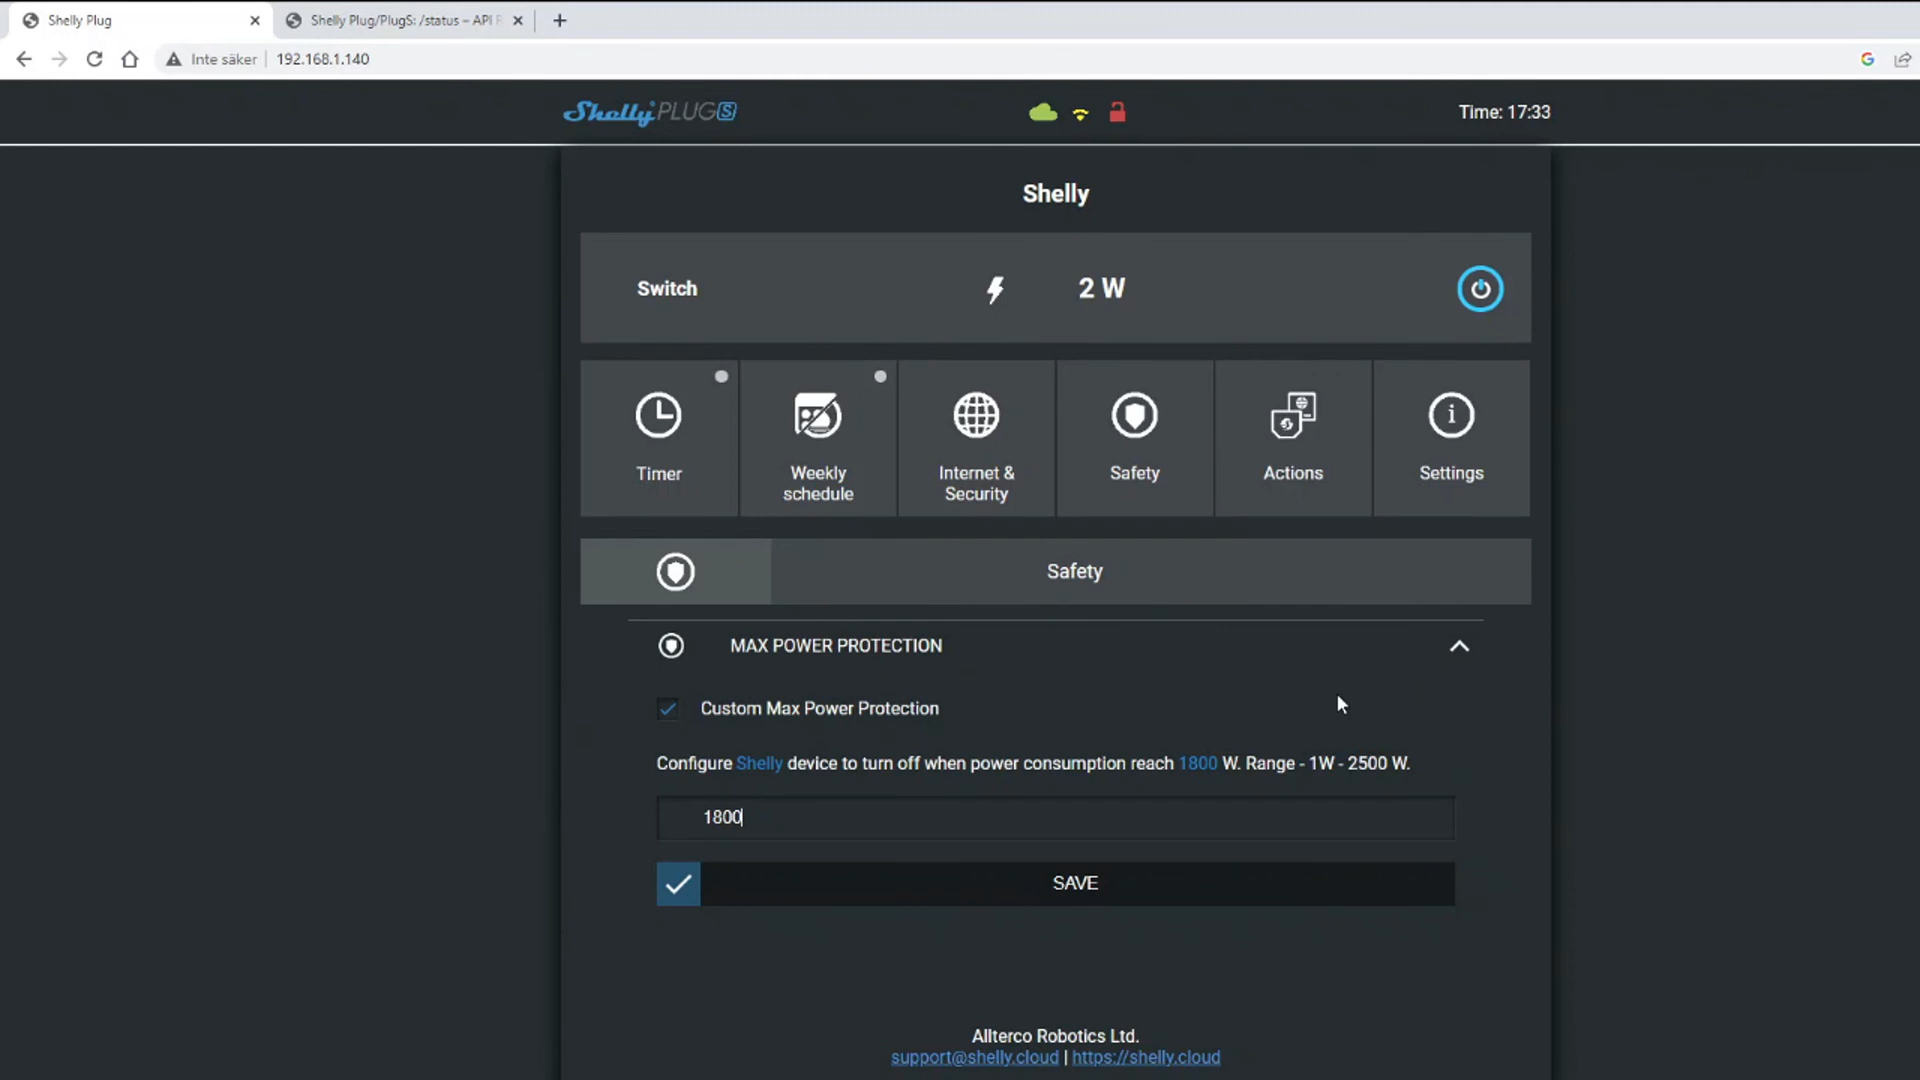 Shelly Plug
Shelly Plug/PlugS: /status – API
Inte säker
192.168.1.140
Shelly PLUG S
Time: 17:33
Shelly
Switch
2 W
Timer
Weekly
schedule
Internet &
Security
Safety
Actions
Settings
Safety
MAX POWER PROTECTION
Custom Max Power Protection
Configure Shelly device to turn off when power consumption reach 1800 W. Range - 1W - 2500 W.
1800
SAVE
Allterco Robotics Ltd.
support@shelly.cloud | https://shelly.cloud